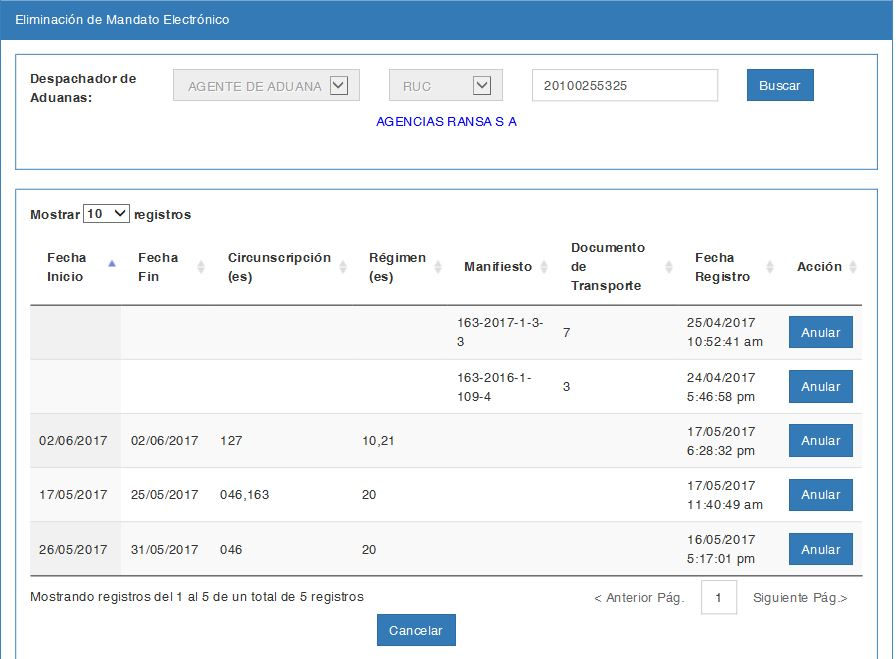 Eliminación de Mandato Electrónico
Despachador de
Aduanas:
AGENTE DE ADUANA
RUC
20100255325
Buscar
AGENCIAS RANSA S A
Mostrar 10 registros
Fecha
Inicio
Fecha
Fin
Circunscripción
(es)
Régimen
(es)
Manifiesto
Documento
de
Transporte
Fecha
Registro
Acción
163-2017-1-3-
3
7
25/04/2017
10:52:41 am
Anular
163-2016-1-
109-4
3
24/04/2017
5:46:58 pm
Anular
02/06/2017
02/06/2017
127
10,21
17/05/2017
6:28:32 pm
Anular
17/05/2017
25/05/2017
046,163
20
17/05/2017
11:40:49 am
Anular
26/05/2017
31/05/2017
046
20
16/05/2017
5:17:01 pm
Anular
Mostrando registros del 1 al 5 de un total de 5 registros
< Anterior Pág.
1
Siguiente Pág.>
Cancelar